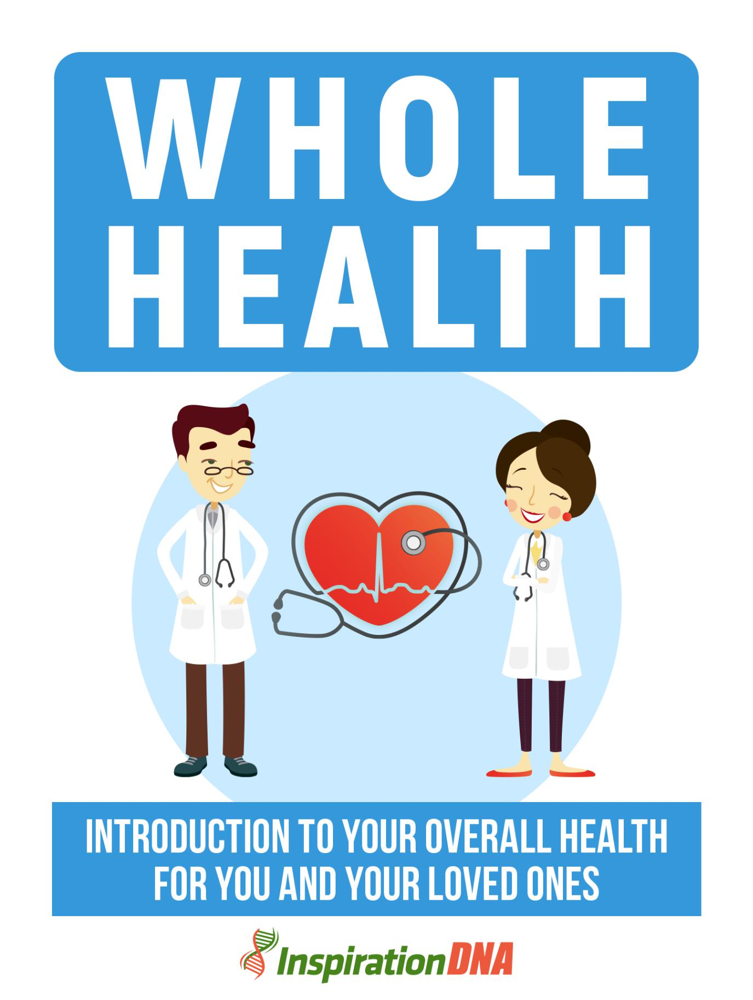 WHOLE
HEALTH
INTRODUCTION TO YOUR OVERALL HEALTH
FOR YOU AND YOUR LOVED ONES
InspirationDNA